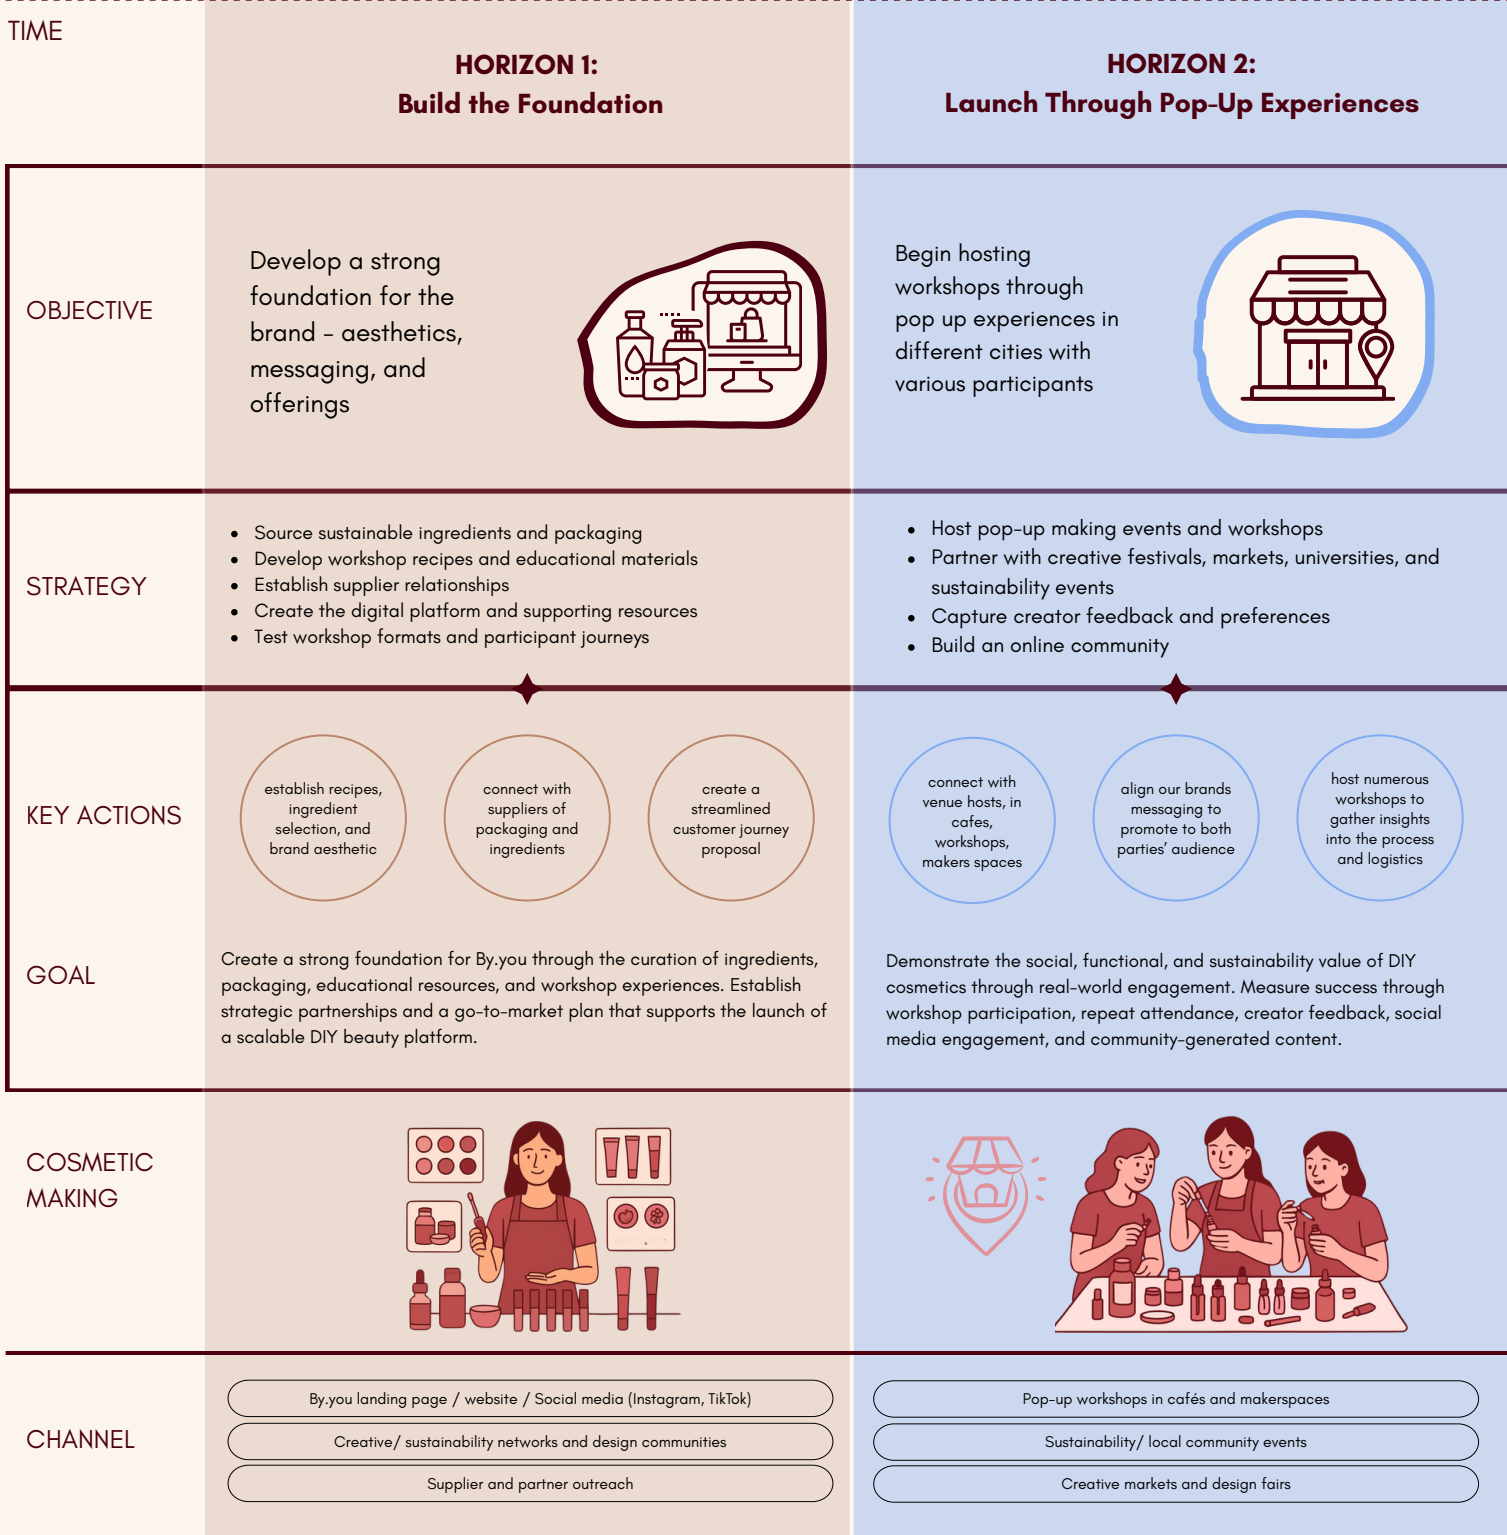 TIME
HORIZON 1:
Build the Foundation
HORIZON 2:
Launch Through Pop-Up Experiences
OBJECTIVE
Develop a strong
foundation for the
brand - aesthetics,
messaging, and
offerings
Begin hosting
workshops through
pop up experiences in
different cities with
various participants
STRATEGY
• Source sustainable ingredients and packaging
• Develop workshop recipes and educational materials
• Establish supplier relationships
• Create the digital platform and supporting resources
• Test workshop formats and participant journeys
• Host pop-up making events and workshops
• Partner with creative festivals, markets, universities, and
sustainability events
• Capture creator feedback and preferences
• Build an online community
KEY ACTIONS
establish recipes,
ingredient
selection, and
brand aesthetic
connect with
suppliers of
packaging and
ingredients
create a
streamlined
customer journey
proposal
connect with
venue hosts, in
cafes,
workshops,
makers spaces
align our brands
messaging to
promote to both
parties' audience
host numerous
workshops to
gather insights
into the process
and logistics
GOAL
Create a strong foundation for By.you through the curation of ingredients,
packaging, educational resources, and workshop experiences. Establish
strategic partnerships and a go-to-market plan that supports the launch of
a scalable DIY beauty platform.
Demonstrate the social, functional, and sustainability value of DIY
cosmetics through real-world engagement. Measure success through
workshop participation, repeat attendance, creator feedback, social
media engagement, and community-generated content.
COSMETIC
MAKING
CHANNEL
By.you landing page / website / Social media (Instagram, TikTok)
Creative/ sustainability networks and design communities
Supplier and partner outreach
Pop-up workshops in cafés and makerspaces
Sustainability/ local community events
Creative markets and design fairs